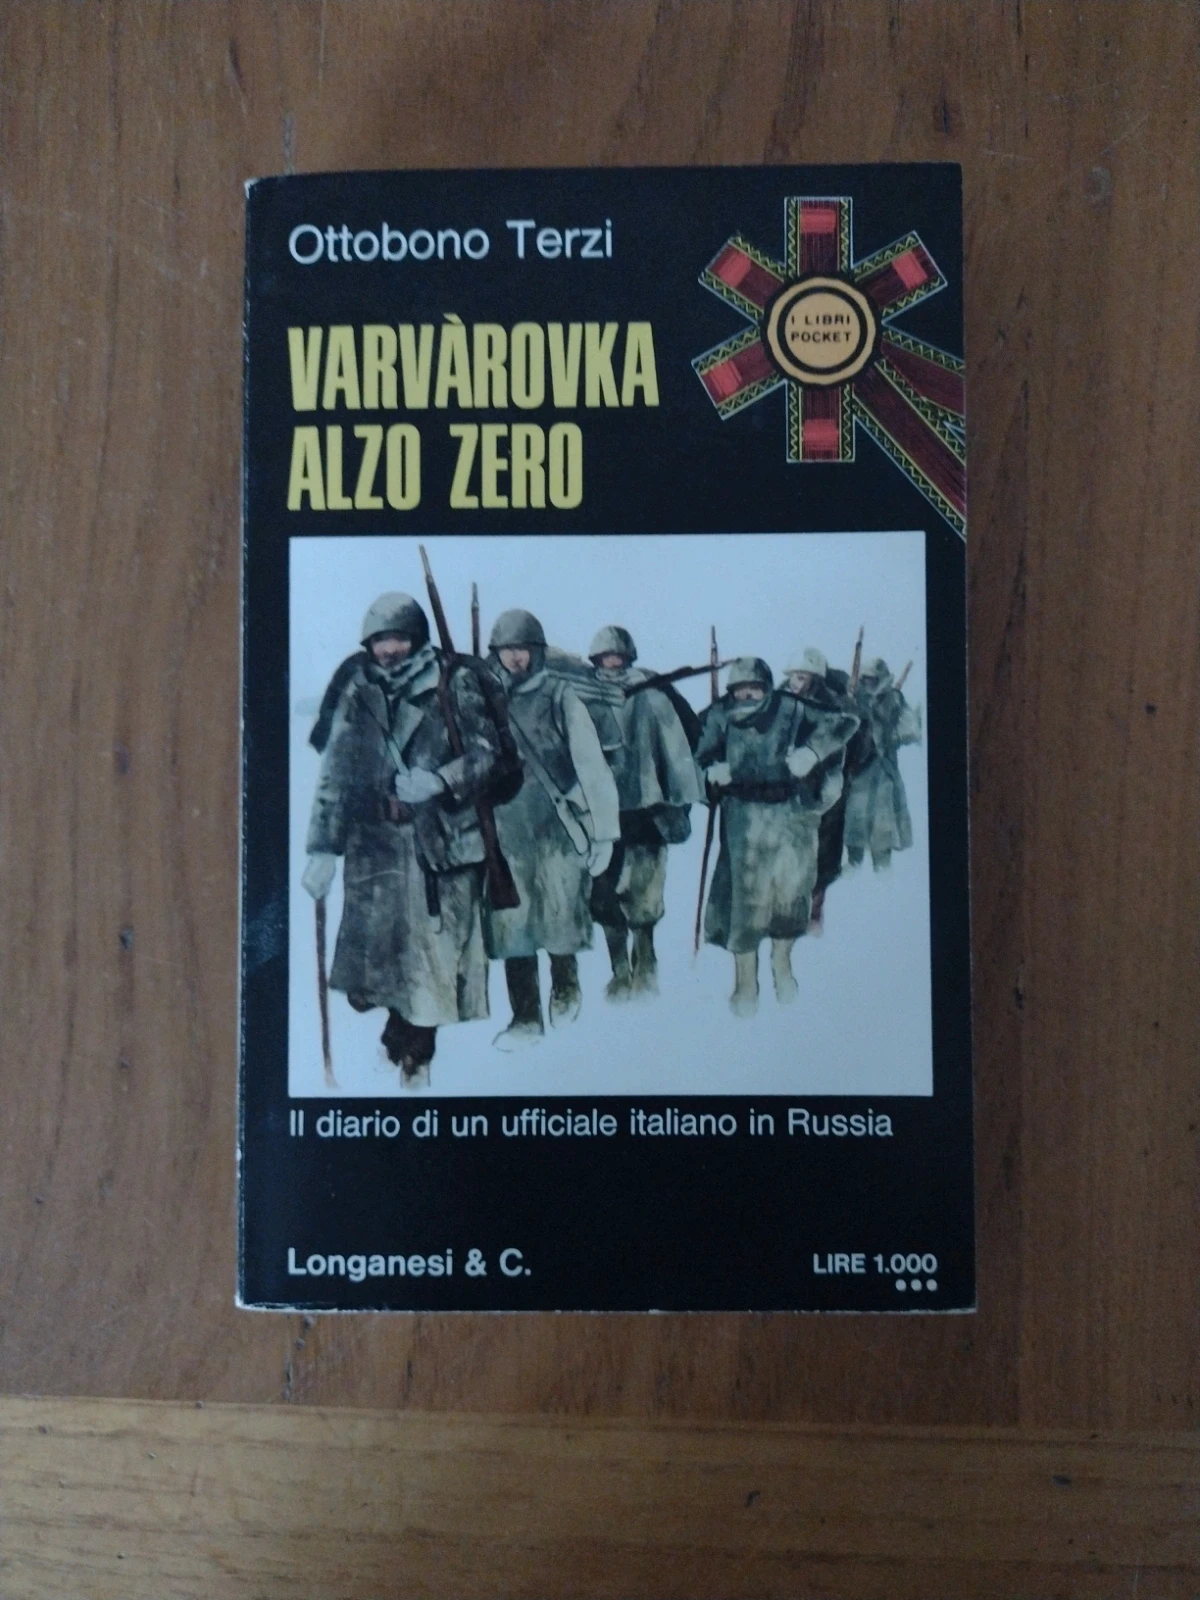 Ottobono Terzi
I LIBRI
POCKET
VARVÀROVKA
ALZO ZERO
Il diario di un ufficiale italiano in Russia
Longanesi & C.
LIRE 1.000